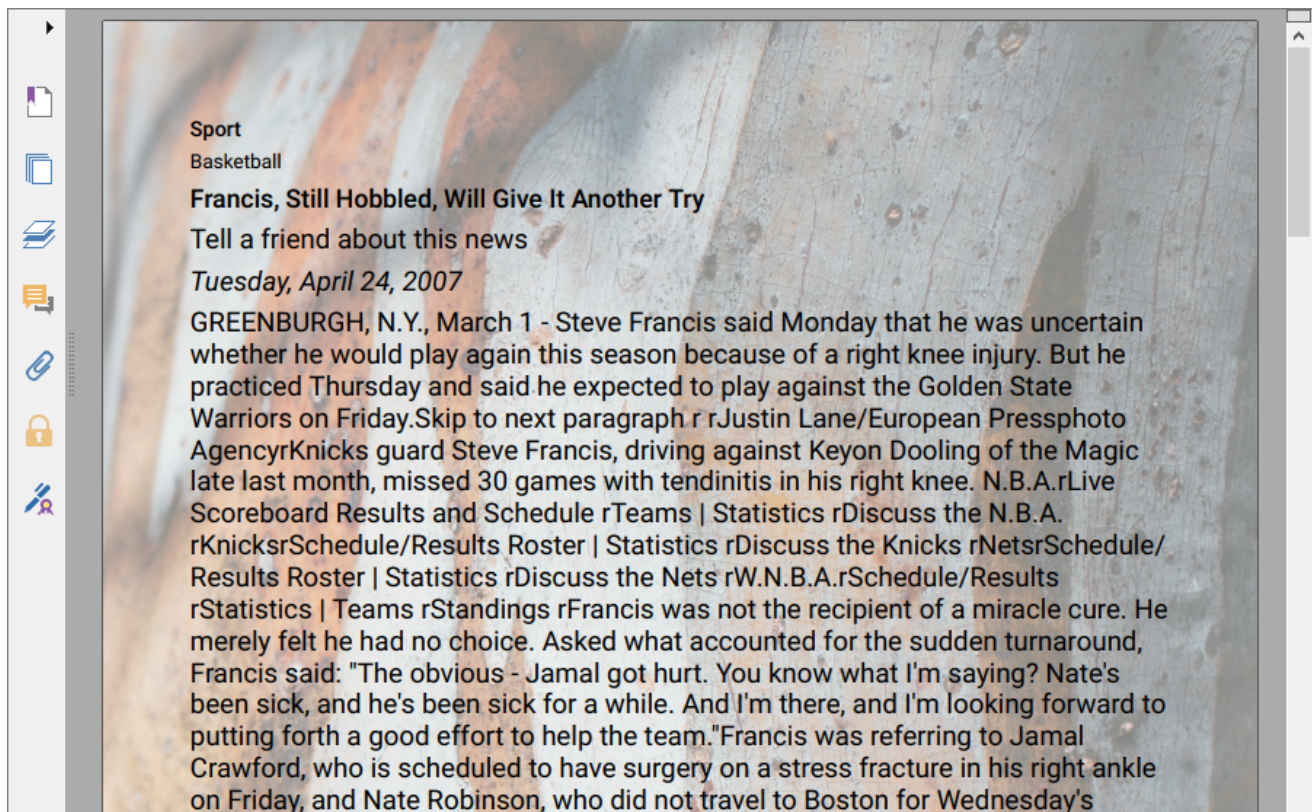 Sport
Basketball
Francis, Still Hobbled, Will Give It Another Try
Tell a friend about this news
Tuesday, April 24, 2007
GREENBURGH, N.Y., March 1 - Steve Francis said Monday that he was uncertain
whether he would play again this season because of a right knee injury. But he
practiced Thursday and said he expected to play against the Golden State
Warriors on Friday.Skip to next paragraph r rJustin Lane/European Pressphoto
AgencyrKnicks guard Steve Francis, driving against Keyon Dooling of the Magic
late last month, missed 30 games with tendinitis in his right knee. N.B.A.rLive
Scoreboard Results and Schedule rTeams | Statistics rDiscuss the N.B.A.
rKnicksrSchedule/Results Roster | Statistics rDiscuss the Knicks rNetsrSchedule/
Results Roster | Statistics rDiscuss the Nets rW.N.B.A.rSchedule/Results
rStatistics | Teams rStandings rFrancis was not the recipient of a miracle cure. He
merely felt he had no choice. Asked what accounted for the sudden turnaround,
Francis said: "The obvious - Jamal got hurt. You know what I'm saying? Nate's
been sick, and he's been sick for a while. And I'm there, and I'm looking forward to
putting forth a good effort to help the team."Francis was referring to Jamal
Crawford, who is scheduled to have surgery on a stress fracture in his right ankle
on Friday, and Nate Robinson, who did not travel to Boston for Wednesday's